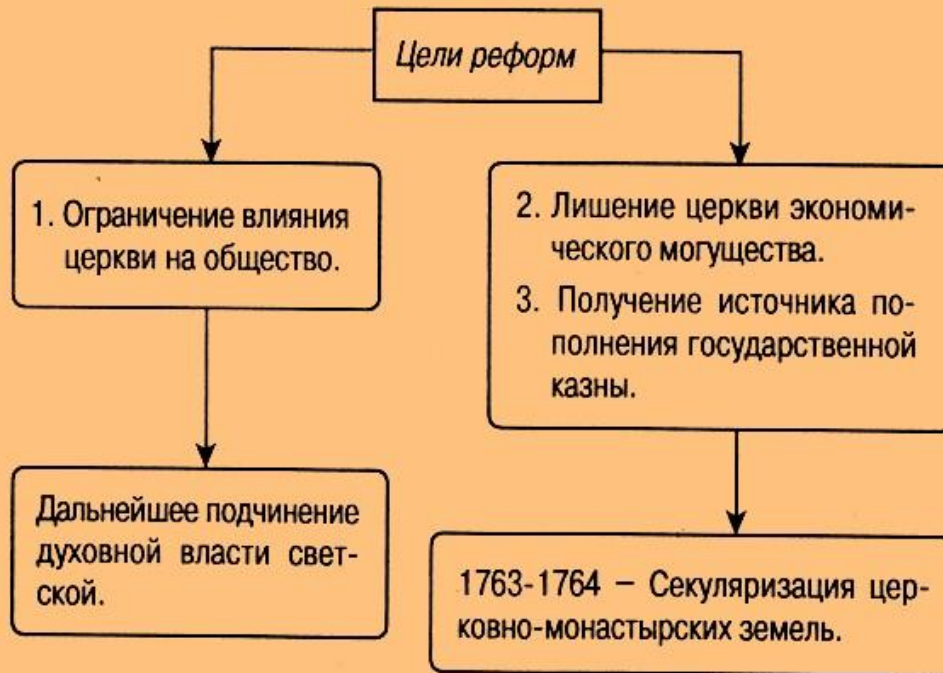 Цели реформ
1. Ограничение влияния
церкви на общество.
2. Лишение церкви экономи-
ческого могущества.
3. Получение источника по-
полнения государственной
казны.
Дальнейшее подчинение
духовной власти свет-
ской.
1763-1764 – Секуляризация цер-
ковно-монастырских земель.